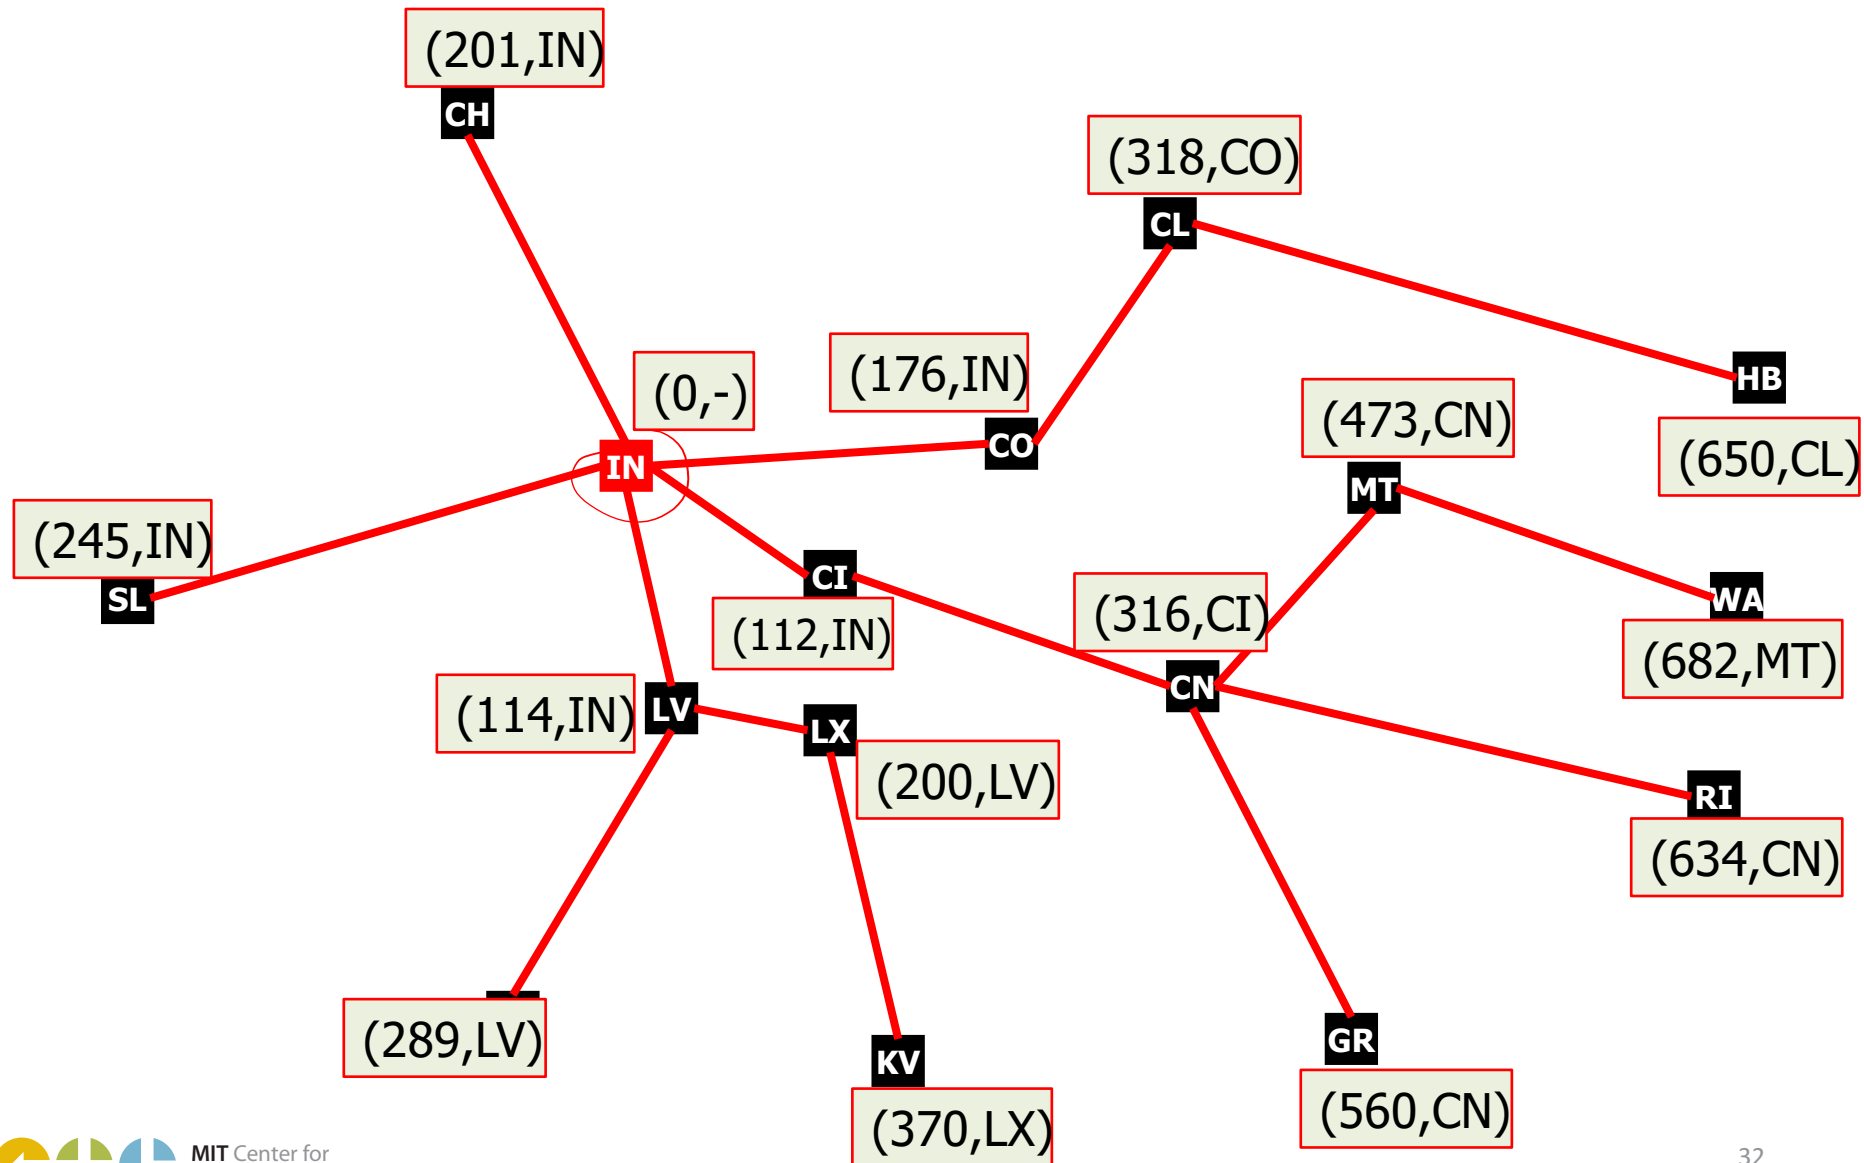 (201,IN)
CH
(318,CO)
CL
(176,IN)
(0,-)
HB
(473,CN)
CO
(650,CL)
IN
MT
(245,IN)
CI
SL
(316,CI)
WA
(112,IN)
(682,MT)
CN
(114,IN)
LV
LX
(200,LV)
RI
(634,CN)
(289,LV)
GR
KV
(560,CN)
(370,LX)
MIT Center for
32